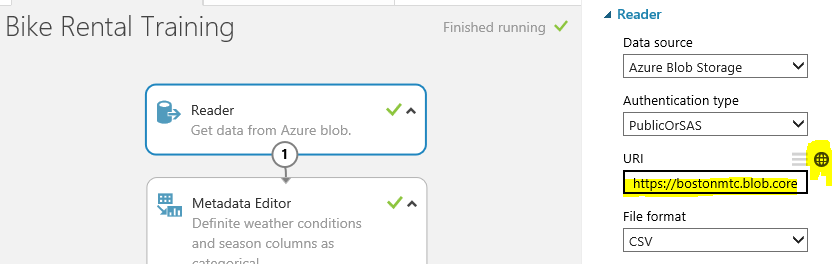 Bike Rental Training
Finished running
Reader
Get data from Azure blob.
1
Metadata Editor
Definite weather conditions
and season columns as
categorical
Reader
Data source
Azure Blob Storage
Authentication type
PublicOrSAS
URI
https://bostonmtc.blob.core
File format
CSV